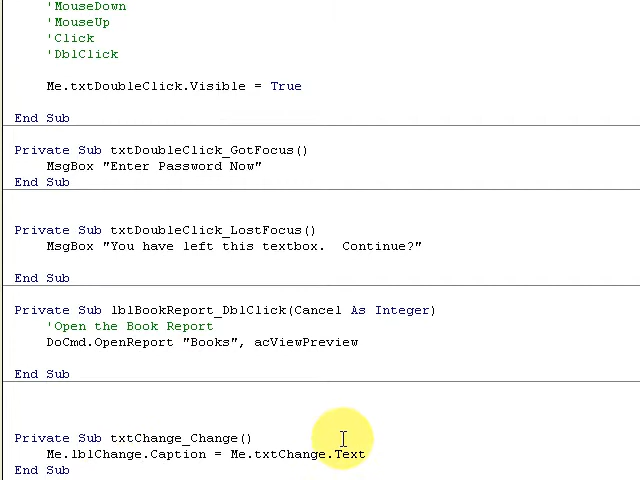 'MouseDown
'MouseUp
'Click
'DblClick
Me.txtDoubleClick.Visible = True
End Sub
Private Sub txtDoubleClick_GotFocus()
MsgBox "Enter Password Now"
End Sub
Private Sub txtDoubleClick_LostFocus()
MsgBox "You have left this textbox.  Continue?"
End Sub
Private Sub lblBookReport_DblClick(Cancel As Integer)
'Open the Book Report
DoCmd.OpenReport "Books", acViewPreview
End Sub
Private Sub txtChange_Change()
Me.lblChange.Caption = Me.txtChange.Text
End Sub